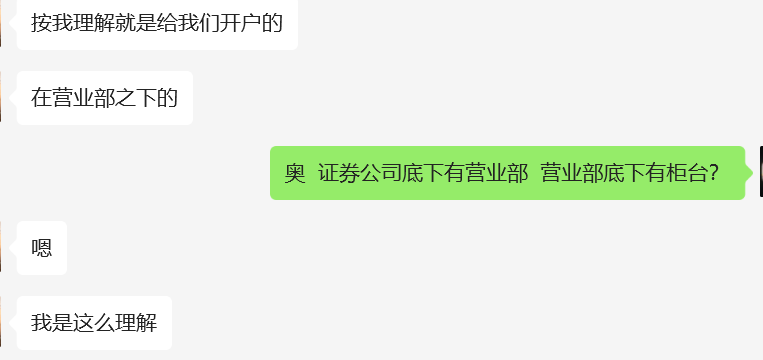 按我理解就是给我们开户的
在营业部之下的
奥 证券公司底下有营业部 营业部底下有柜台？
嗯
我是这么理解